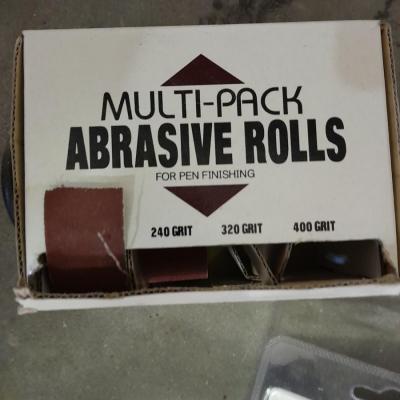 MULTI-PACK
ABRASIVE ROLLS
FOR PEN FINISHING
240 GRIT 320 GRIT 400 GRIT